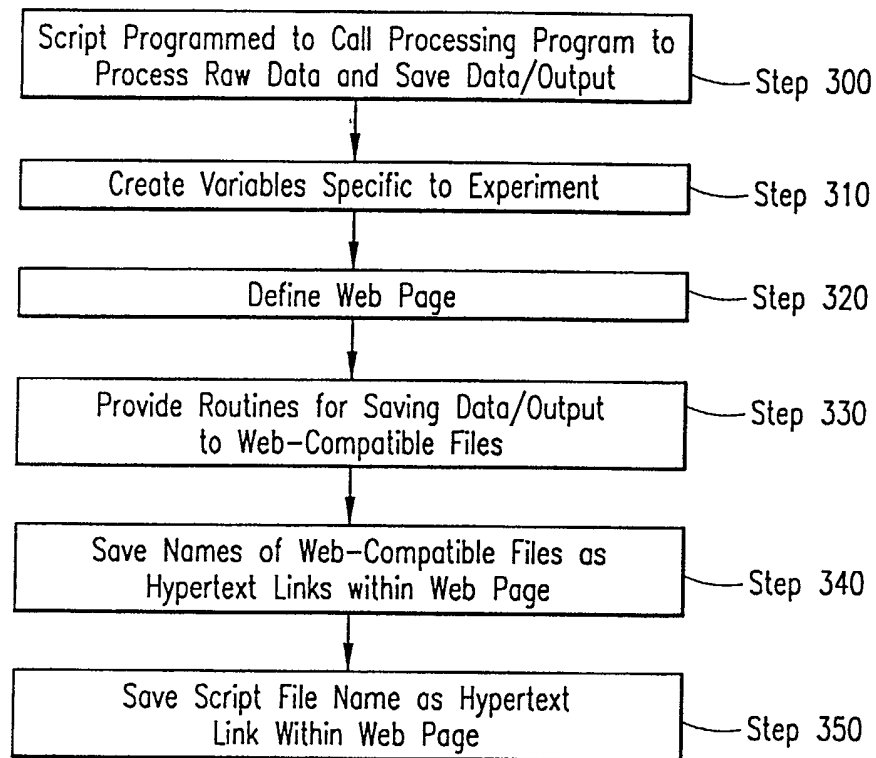 Script Programmed to Call Processing Program to
Process Raw Data and Save Data/Output
Step 300
Create Variables Specific to Experiment
Step 310
Define Web Page
Step 320
Provide Routines for Saving Data/Output
to Web-Compatible Files
Step 330
Save Names of Web-Compatible Files as
Hypertext Links within Web Page
Step 340
Save Script File Name as Hypertext
Link Within Web Page
Step 350